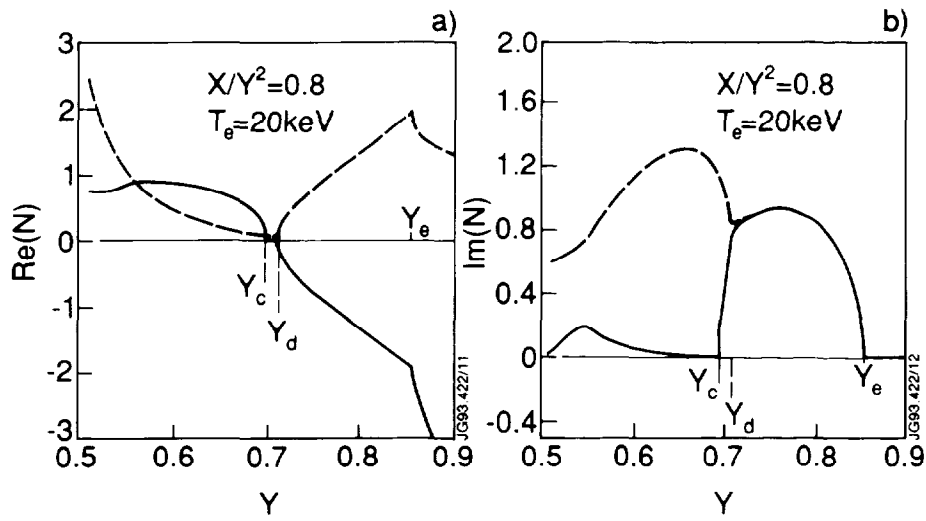 a)
3
2
1
0
-1
-2
-3
Re(N)
X/Y²=0.8
Tₑ=20keV
Yₑ
Y_c
Y_d
0.5 0.6 0.7 0.8 0.9
Y
JG93.422/11
b)
2.0
1.6
1.2
0.8
0.4
0
-0.4
Im(N)
X/Y²=0.8
Tₑ=20keV
Y_c
Y_d
Yₑ
0.5 0.6 0.7 0.8 0.9
Y
JG93.422/12